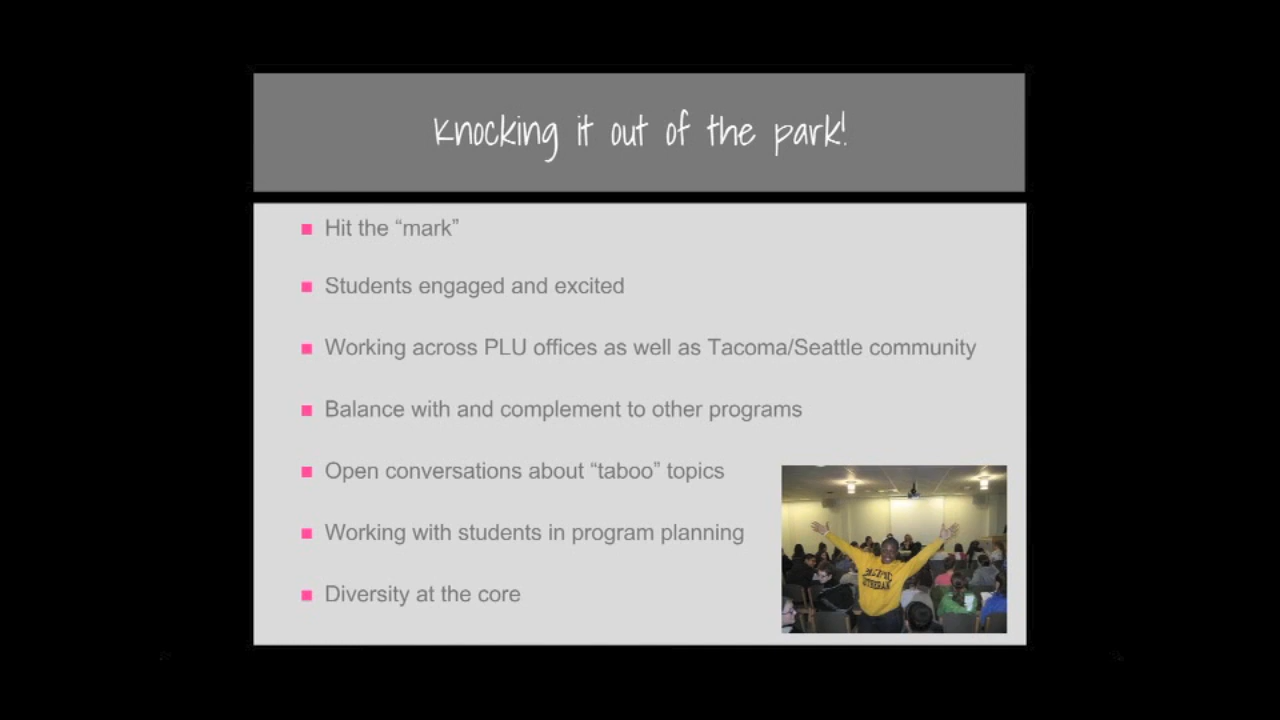 Knocking it out of the park!
Hit the “mark”
Students engaged and excited
Working across PLU offices as well as Tacoma/Seattle community
Balance with and complement to other programs
Open conversations about “taboo” topics
Working with students in program planning
Diversity at the core